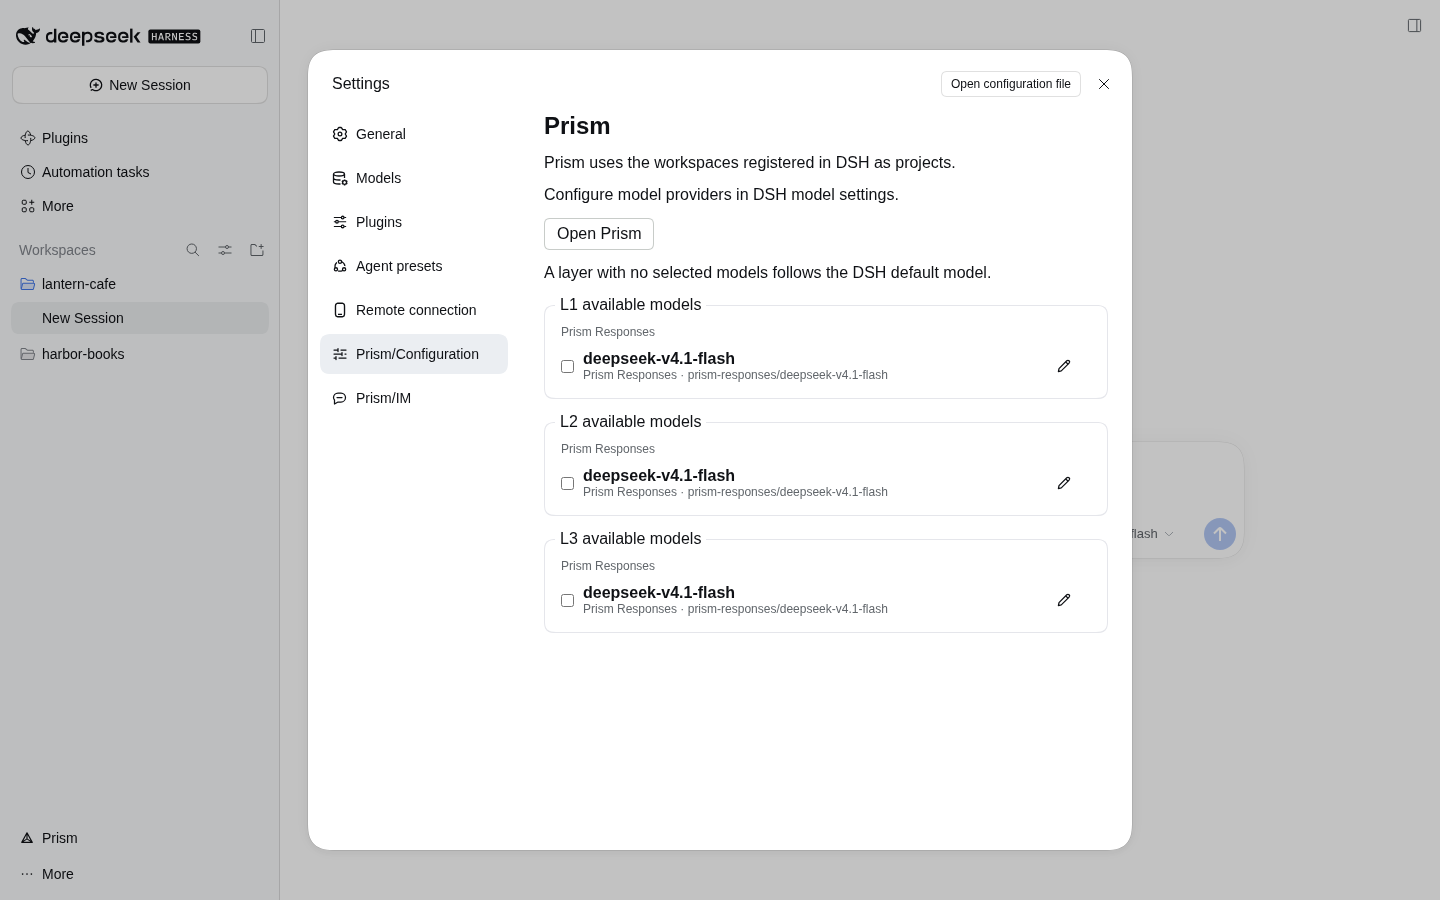 deepseek HARNESS
New Session
Plugins
Automation tasks
More
Workspaces
lantern-cafe
New Session
harbor-books
Prism
More
Settings
Open configuration file
General
Models
Plugins
Agent presets
Remote connection
Prism/Configuration
Prism/IM
Prism
Prism uses the workspaces registered in DSH as projects.
Configure model providers in DSH model settings.
Open Prism
A layer with no selected models follows the DSH default model.
L1 available models
Prism Responses
deepseek-v4.1-flash
Prism Responses · prism-responses/deepseek-v4.1-flash
L2 available models
Prism Responses
deepseek-v4.1-flash
Prism Responses · prism-responses/deepseek-v4.1-flash
L3 available models
Prism Responses
deepseek-v4.1-flash
Prism Responses · prism-responses/deepseek-v4.1-flash
flash